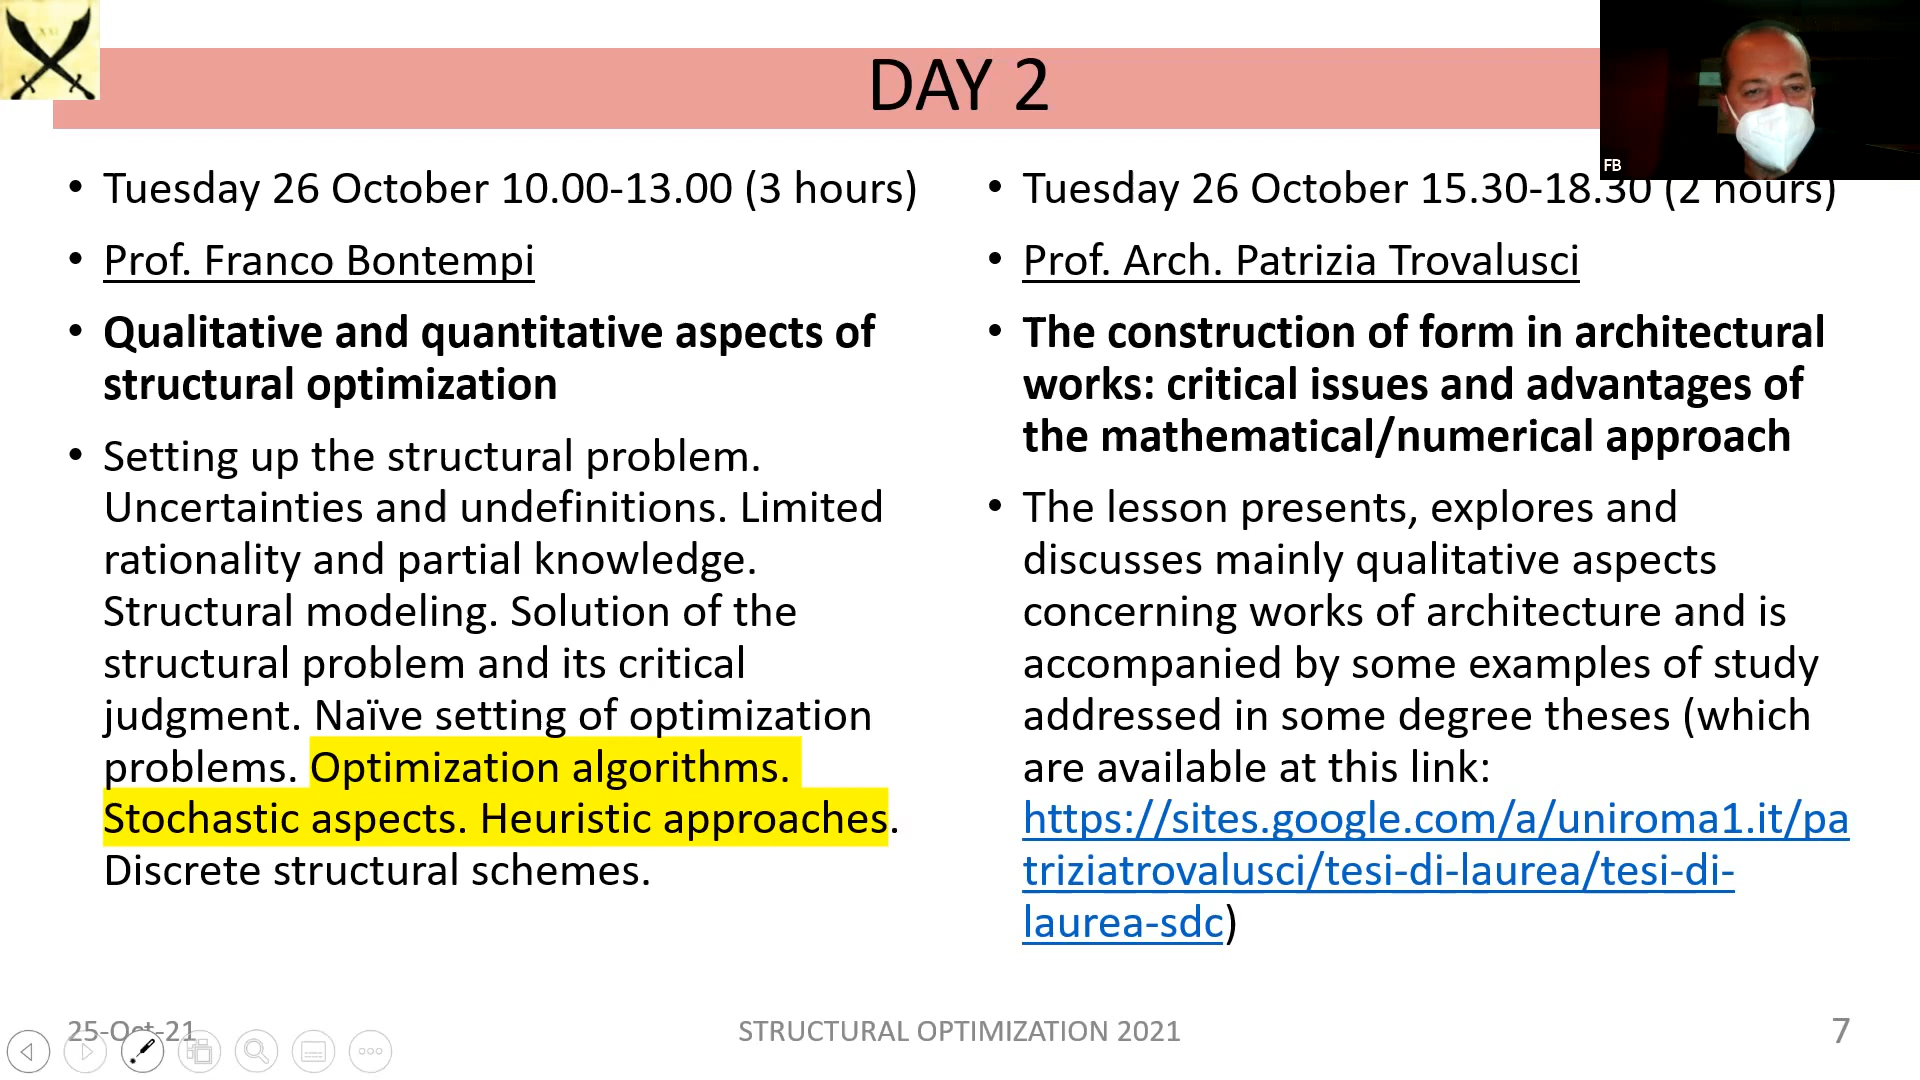 DAY 2
FB
• Tuesday 26 October 10.00-13.00 (3 hours)
• Prof. Franco Bontempi
• Qualitative and quantitative aspects of
structural optimization
• Setting up the structural problem.
Uncertainties and undefinitions. Limited
rationality and partial knowledge.
Structural modeling. Solution of the
structural problem and its critical
judgment. Naïve setting of optimization
problems. Optimization algorithms.
Stochastic aspects. Heuristic approaches.
Discrete structural schemes.
• Tuesday 26 October 15.30-18.30 (2 hours)
• Prof. Arch. Patrizia Trovalusci
• The construction of form in architectural
works: critical issues and advantages of
the mathematical/numerical approach
• The lesson presents, explores and
discusses mainly qualitative aspects
concerning works of architecture and is
accompanied by some examples of study
addressed in some degree theses (which
are available at this link:
https://sites.google.com/a/uniroma1.it/pa
triziatrovalusci/tesi-di-laurea/tesi-di-
laurea-sdc)
25-Oct-21
STRUCTURAL OPTIMIZATION 2021
7